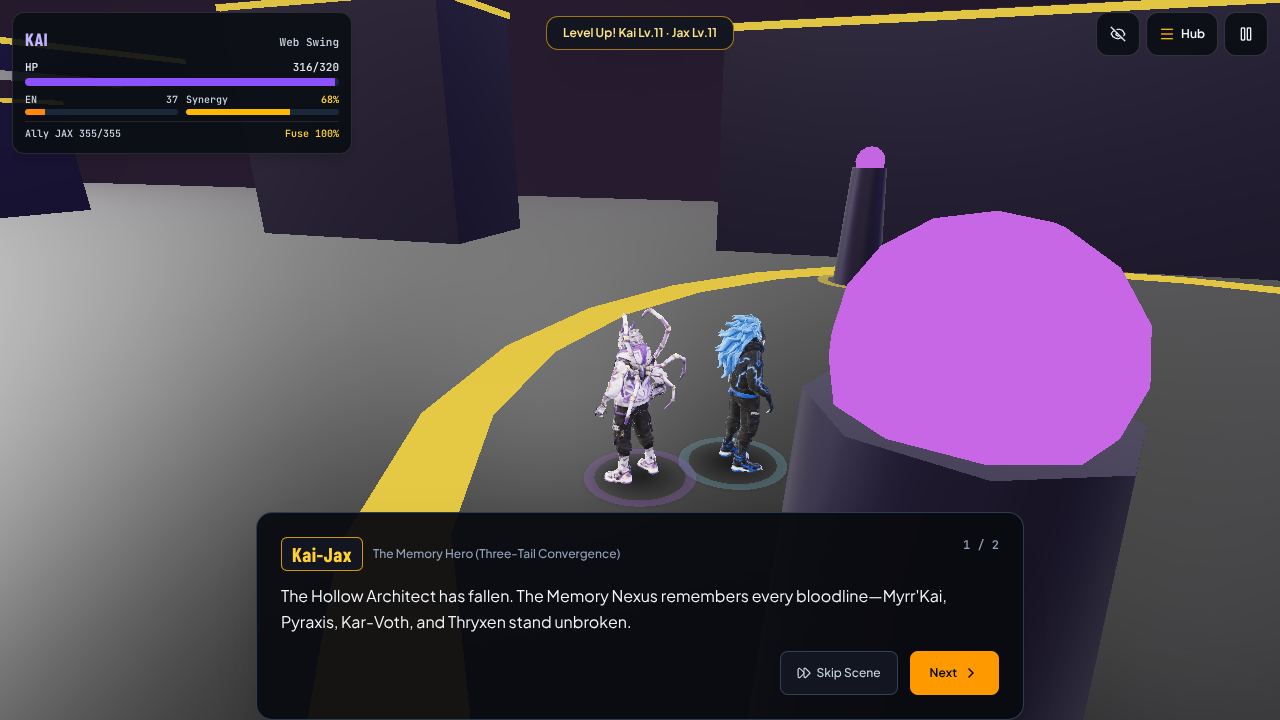 KAI
Web Swing
HP 316/320
EN 37 Synergy 68%
Ally JAX 355/355 Fuse 100%
Level Up! Kai Lv.11 · Jax Lv.11
Hub
Kai-Jax The Memory Hero (Three-Tail Convergence) 1 / 2
The Hollow Architect has fallen. The Memory Nexus remembers every bloodline—Myrr'Kai,
Pyraxis, Kar-Voth, and Thryxen stand unbroken.
Skip Scene Next